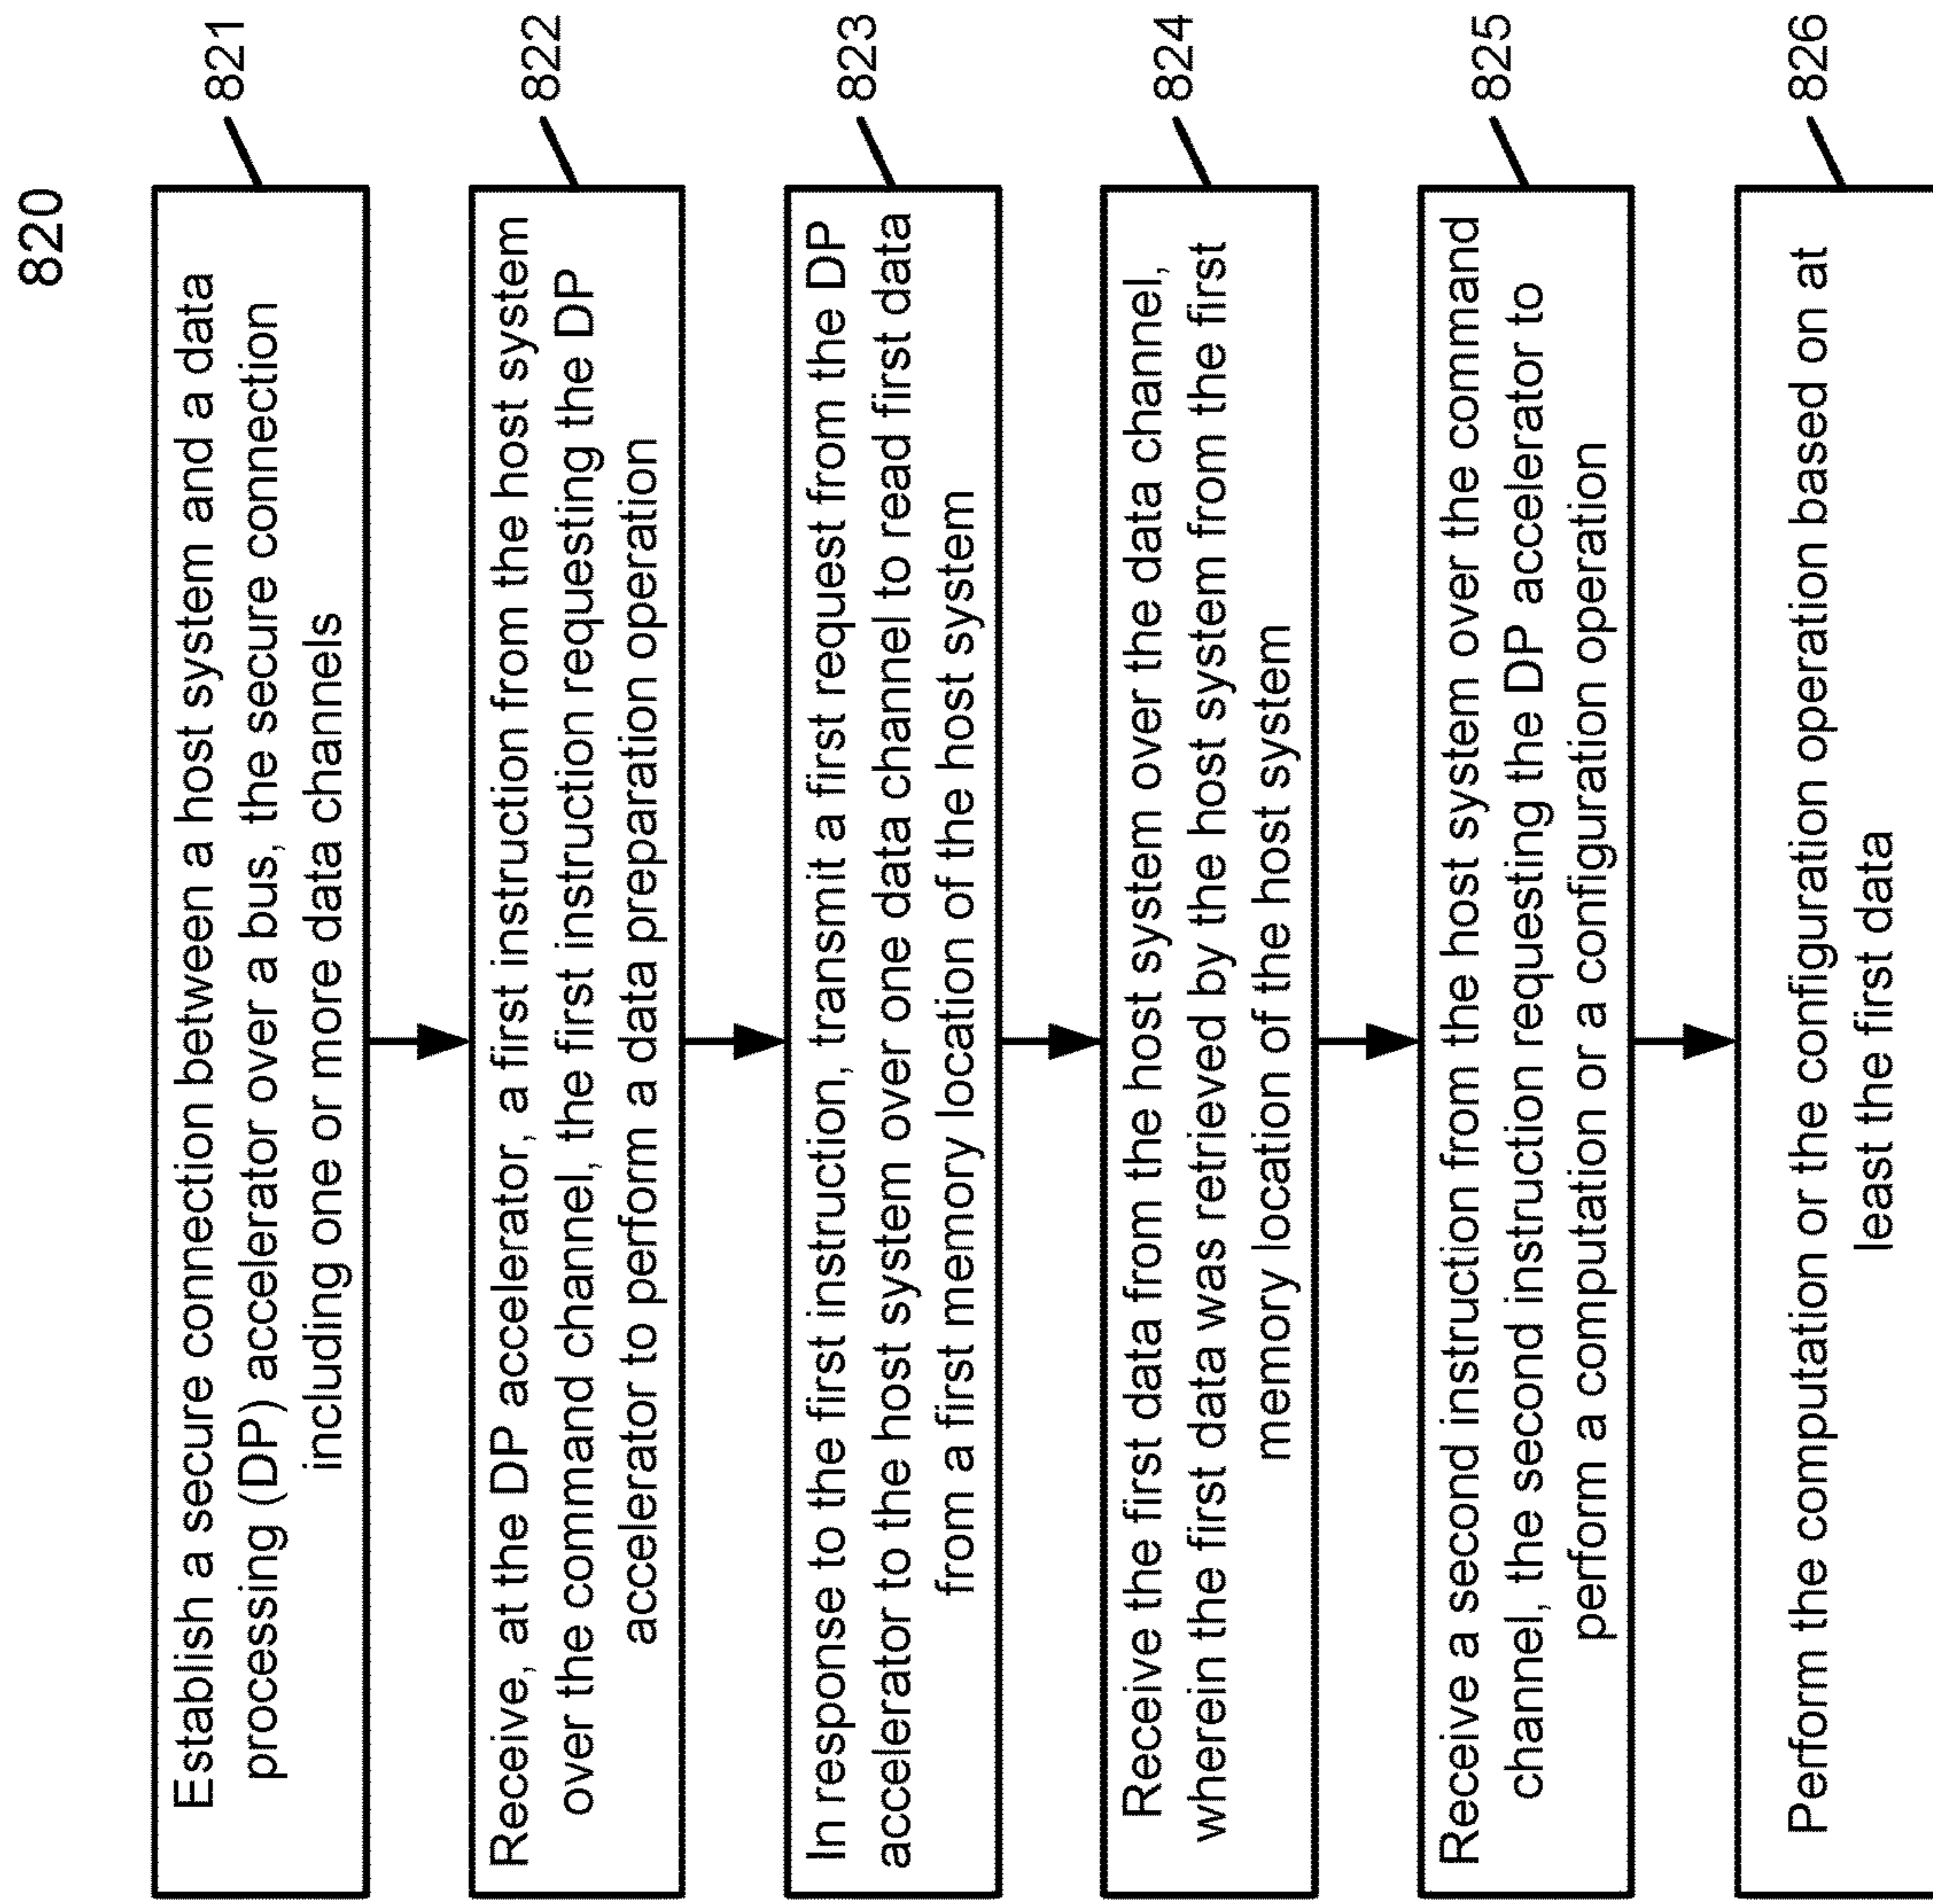 820
Establish a secure connection between a host system and a data
processing (DP) accelerator over a bus, the secure connection
including one or more data channels
821
Receive, at the DP accelerator, a first instruction from the host system
over the command channel, the first instruction requesting the DP
accelerator to perform a data preparation operation
822
In response to the first instruction, transmit a first request from the DP
accelerator to the host system over one data channel to read first data
from a first memory location of the host system
823
Receive the first data from the host system over the data channel,
wherein the first data was retrieved by the host system from the first
memory location of the host system
824
Receive a second instruction from the host system over the command
channel, the second instruction requesting the DP accelerator to
perform a computation or a configuration operation
825
Perform the computation or the configuration operation based on at
least the first data
826